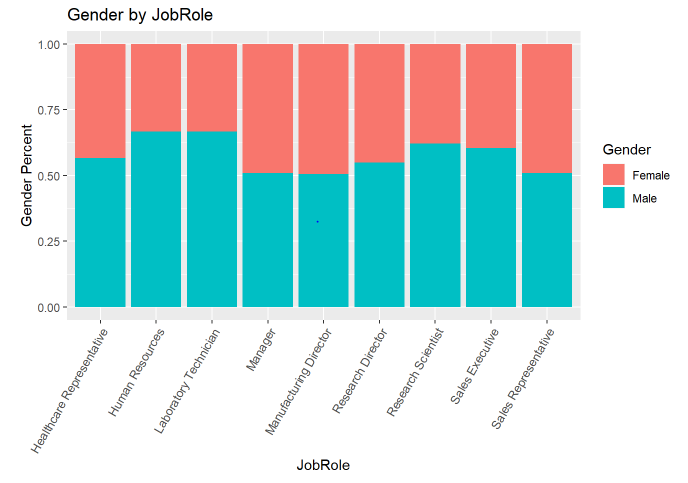 Gender by JobRole
1.00
0.75
0.50
0.25
0.00
Gender Percent
Healthcare Representative
Human Resources
Laboratory Technician
Manager
Manufacturing Director
Research Director
Research Scientist
Sales Executive
Sales Representative
JobRole
Gender
Female
Male